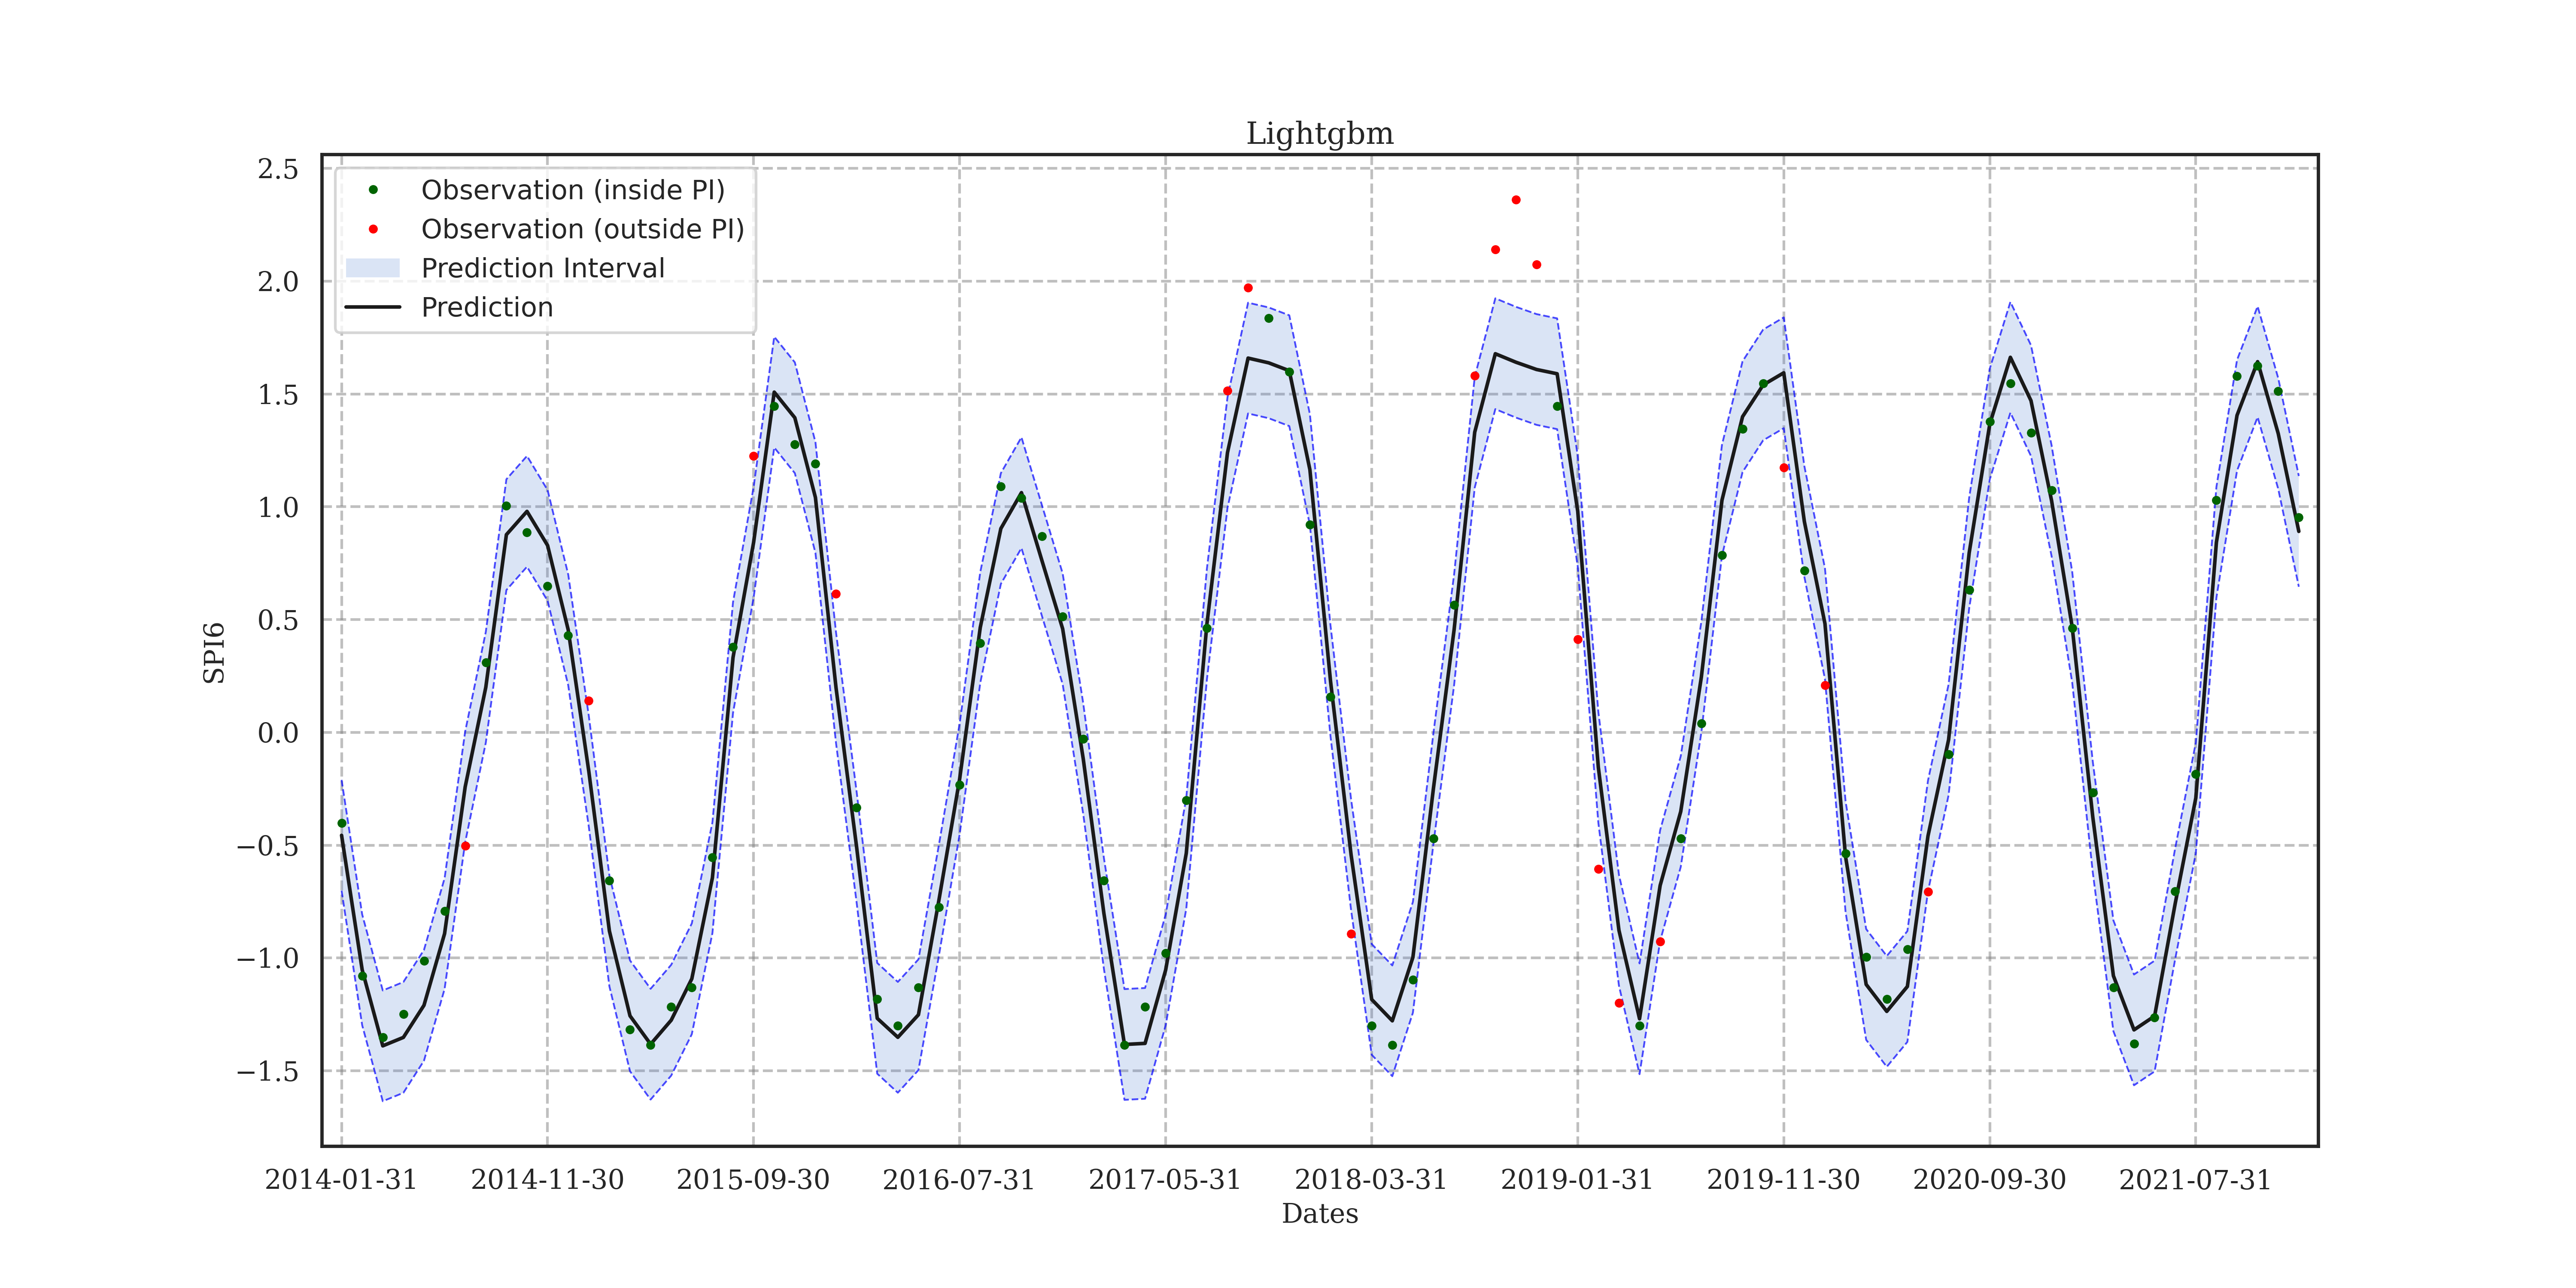 Lightgbm
2.5
2.0
1.5
1.0
0.5
0.0
−0.5
−1.0
−1.5
SPI6
Observation (inside PI)
Observation (outside PI)
Prediction Interval
Prediction
2014-01-31 2014-11-30 2015-09-30 2016-07-31 2017-05-31 2018-03-31 2019-01-31 2019-11-30 2020-09-30 2021-07-31
Dates